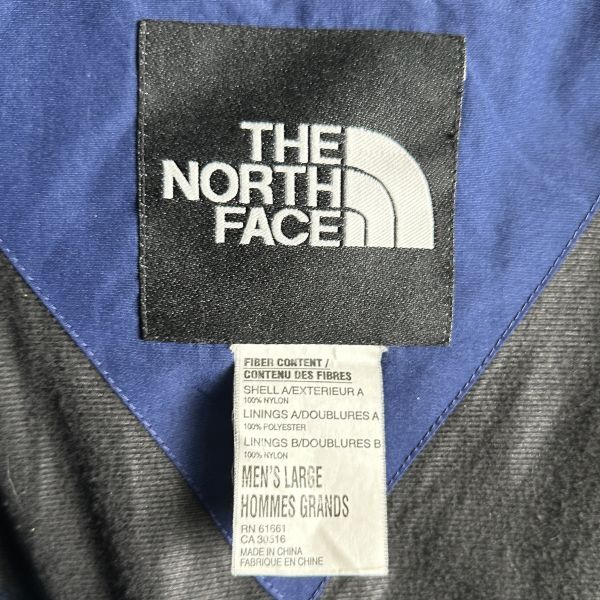 THE
NORTH
FACE
FIBER CONTENT /
CONTENU DES FIBRES
SHELL A/EXTERIEUR A
100% NYLON
LININGS A/DOUBLURES A
100% POLYESTER
LININGS B/DOUBLURES B
100% NYLON
MEN'S LARGE
HOMMES GRANDS
RN 61661
CA 30516
MADE IN CHINA
FABRIQUE EN CHINE